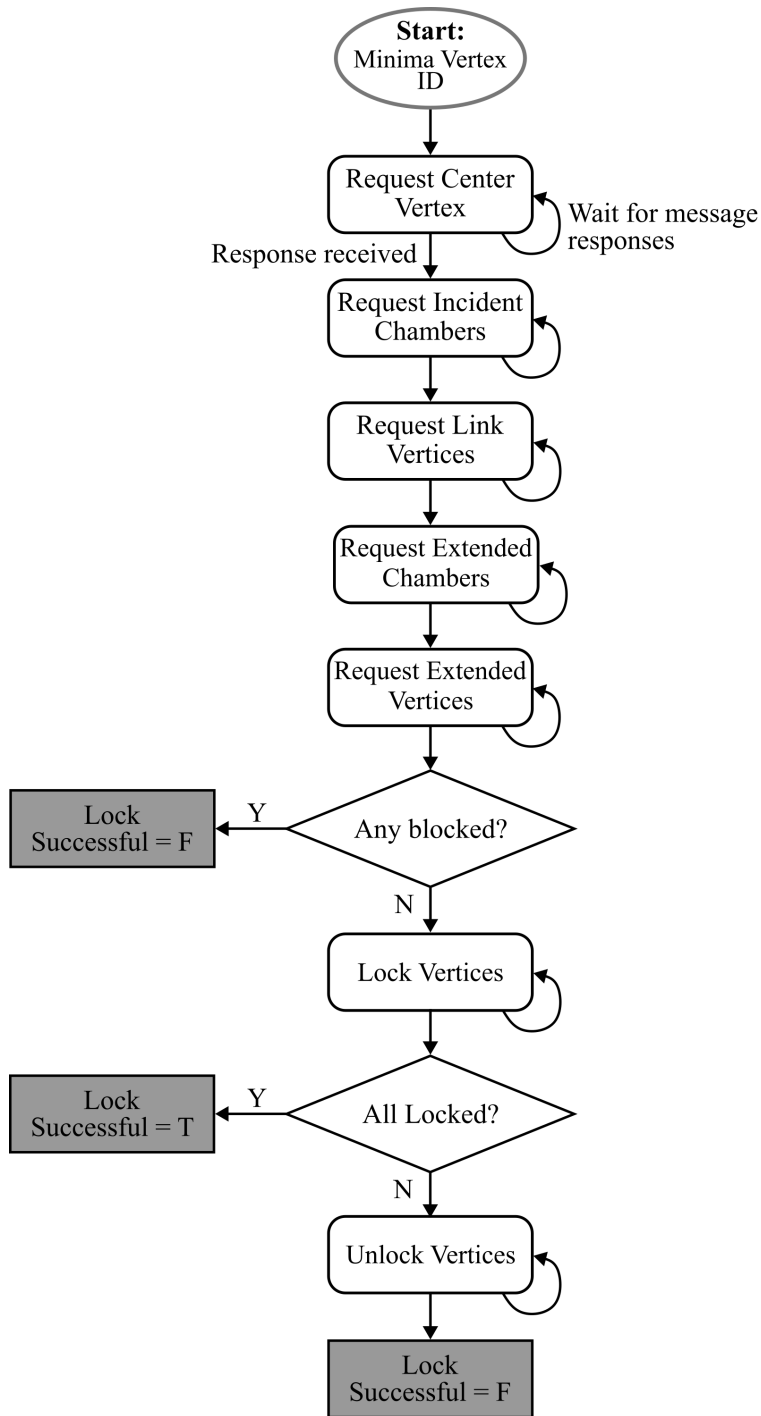 Start:
Minima Vertex
ID
Request Center
Vertex
Wait for message
responses
Response received
Request Incident
Chambers
Request Link
Vertices
Request Extended
Chambers
Request Extended
Vertices
Any blocked?
Y
Lock
Successful = F
N
Lock Vertices
All Locked?
Y
Lock
Successful = T
N
Unlock Vertices
Lock
Successful = F